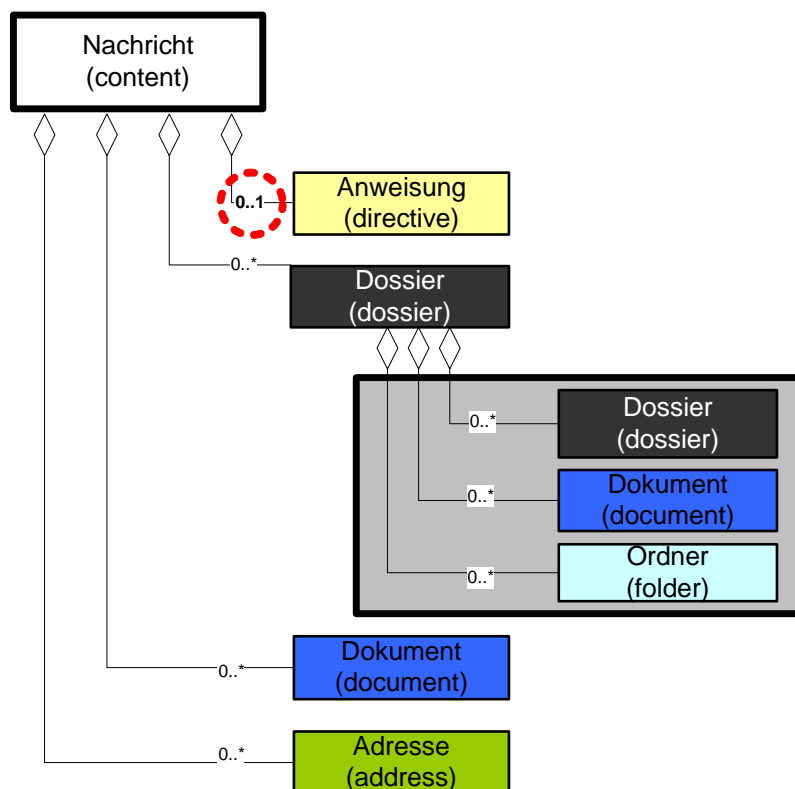 Nachricht
(content)
0..1
Anweisung
(directive)
0..*
Dossier
(dossier)
0..*
Dossier
(dossier)
0..*
Dokument
(document)
0..*
Ordner
(folder)
0..*
Dokument
(document)
0..*
Adresse
(address)